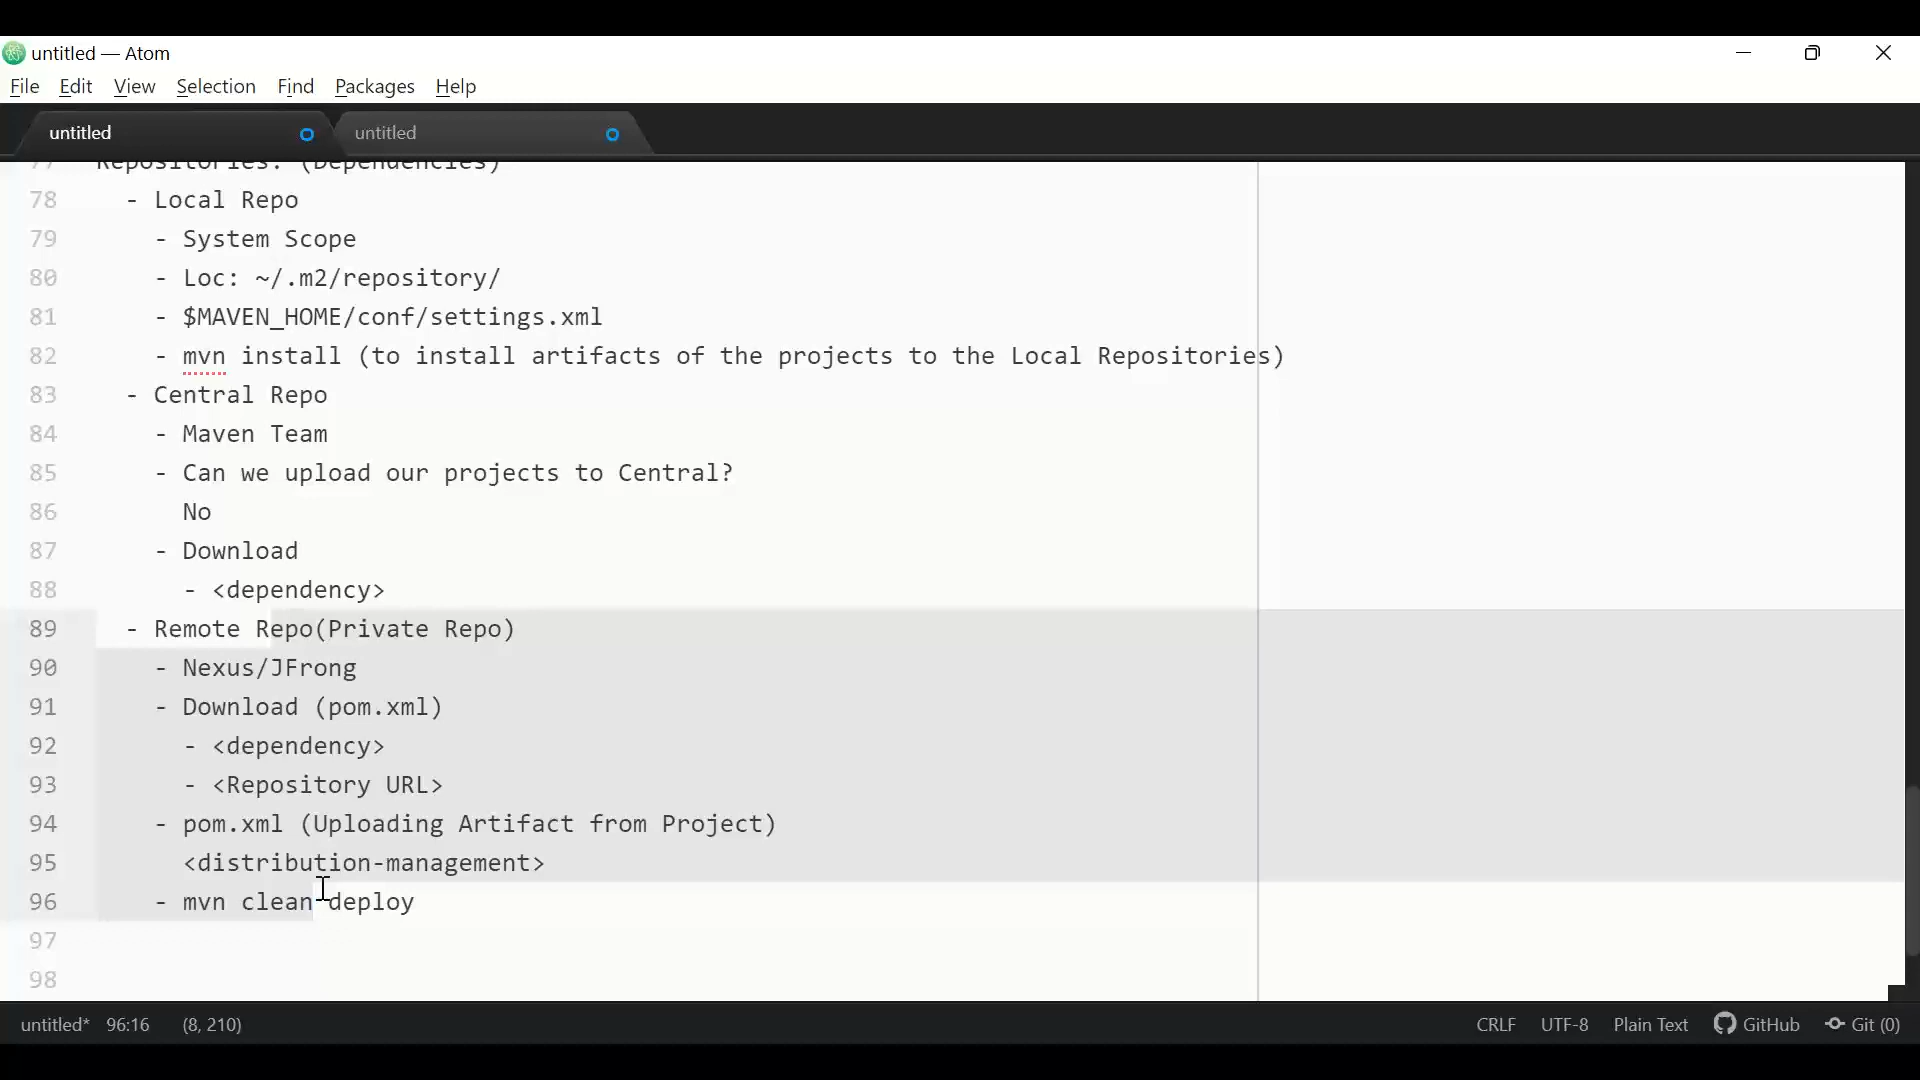 untitled — Atom
File Edit View Selection Find Packages Help
untitled untitled
77 Repositories: (Dependencies)
78 - Local Repo
79 - System Scope
80 - Loc: ~/.m2/repository/
81 - $MAVEN_HOME/conf/settings.xml
82 - mvn install (to install artifacts of the projects to the Local Repositories)
83 - Central Repo
84 - Maven Team
85 - Can we upload our projects to Central?
86 No
87 - Download
88 - <dependency>
89 - Remote Repo(Private Repo)
90 - Nexus/JFrong
91 - Download (pom.xml)
92 - <dependency>
93 - <Repository URL>
94 - pom.xml (Uploading Artifact from Project)
95 <distribution-management>
96 - mvn clean deploy
97
98
untitled* 96:16 (8, 210) CRLF UTF-8 Plain Text GitHub Git (0)